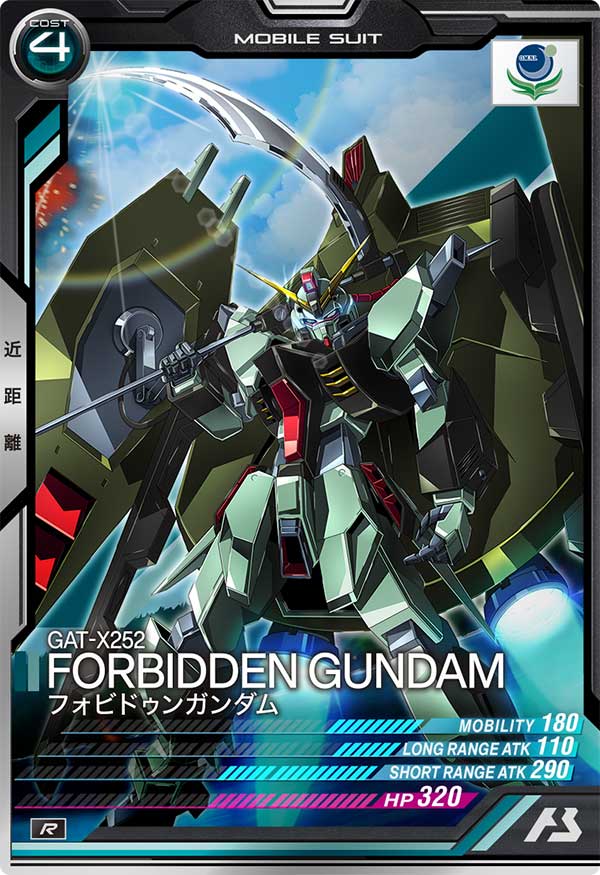 COST
4
MOBILE SUIT
O.M.N.I.
近距離
GAT-X252
FORBIDDEN GUNDAM
フォビドゥンガンダム
MOBILITY 180
LONG RANGE ATK 110
SHORT RANGE ATK 290
HP 320
R